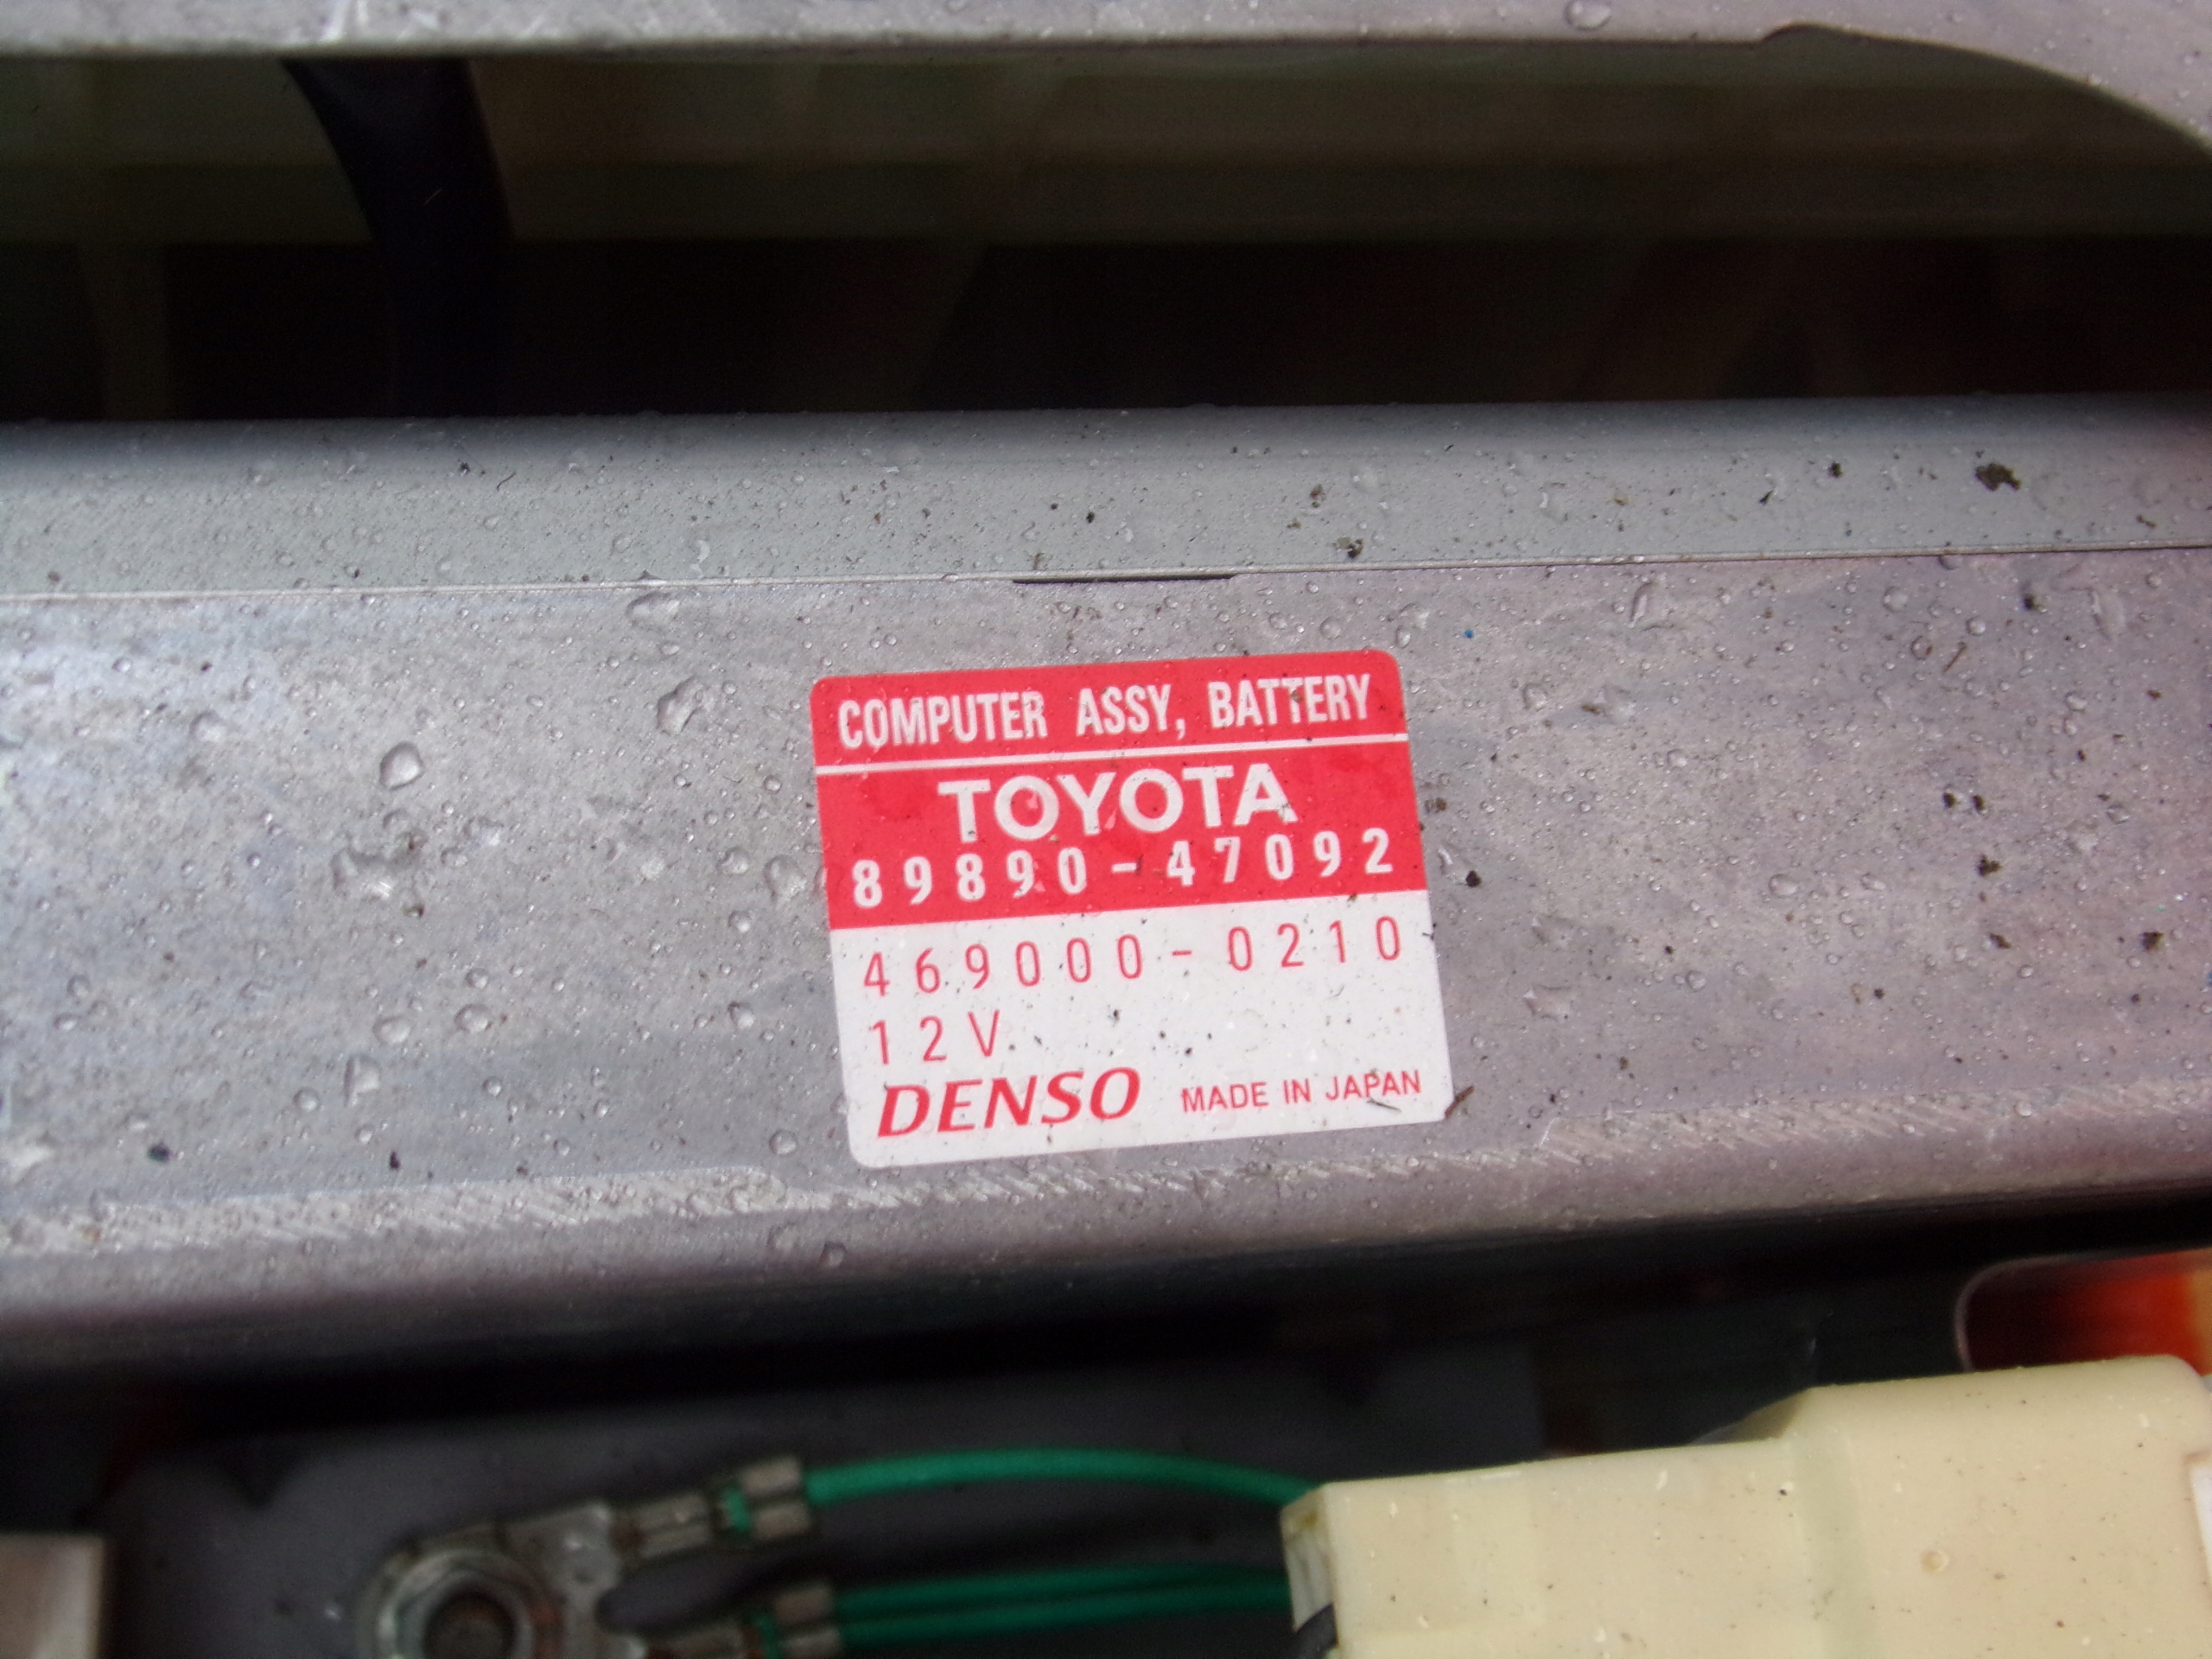 COMPUTER ASSY, BATTERY
TOYOTA
89890-47092
469000-0210
12V
DENSO MADE IN JAPAN